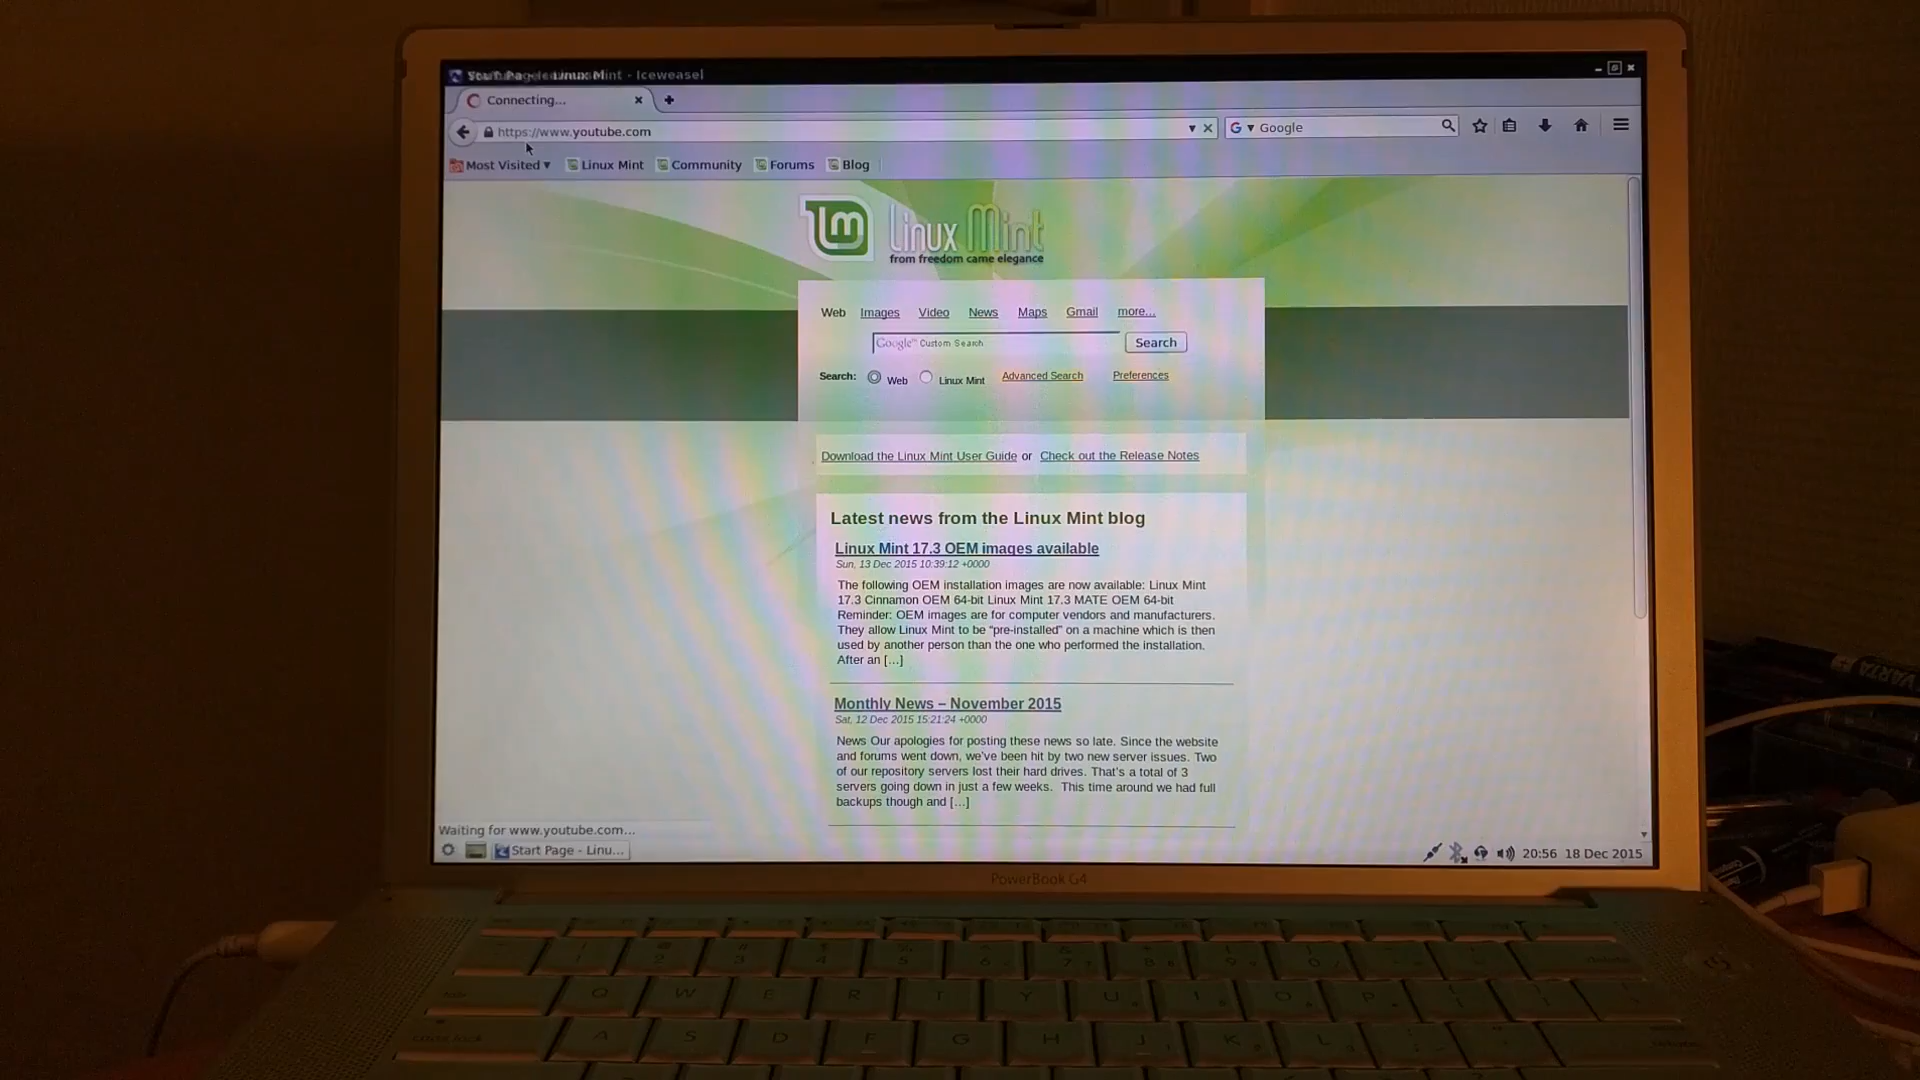 Start Page - Linux Mint - Iceweasel
Connecting...
https://www.youtube.com
Google
Most Visited
Linux Mint
Community
Forums
Blog
lm Linux Mint
from freedom came elegance
Web Images Video News Maps Gmail more...
Google™ Custom Search
Search
Search: Web Linux Mint Advanced Search Preferences
Download the Linux Mint User Guide or Check out the Release Notes
Latest news from the Linux Mint blog
Linux Mint 17.3 OEM images available
Sun, 13 Dec 2015 10:39:12 +0000
The following OEM installation images are now available: Linux Mint
17.3 Cinnamon OEM 64-bit Linux Mint 17.3 MATE OEM 64-bit
Reminder: OEM images are for computer vendors and manufacturers.
They allow Linux Mint to be “pre-installed” on a machine which is then
used by another person than the one who performed the installation.
After an […]
Monthly News – November 2015
Sat, 12 Dec 2015 15:21:24 +0000
News Our apologies for posting these news so late. Since the website
and forums went down, we've been hit by two new server issues. Two
of our repository servers lost their hard drives. That's a total of 3
servers going down in just a few weeks. This time around we had full
backups though and […]
Waiting for www.youtube.com...
Start Page - Linu...
20:56 18 Dec 2015
PowerBook G4
VARTA
Q W E R T Y U I O P
A S D F G H J K L